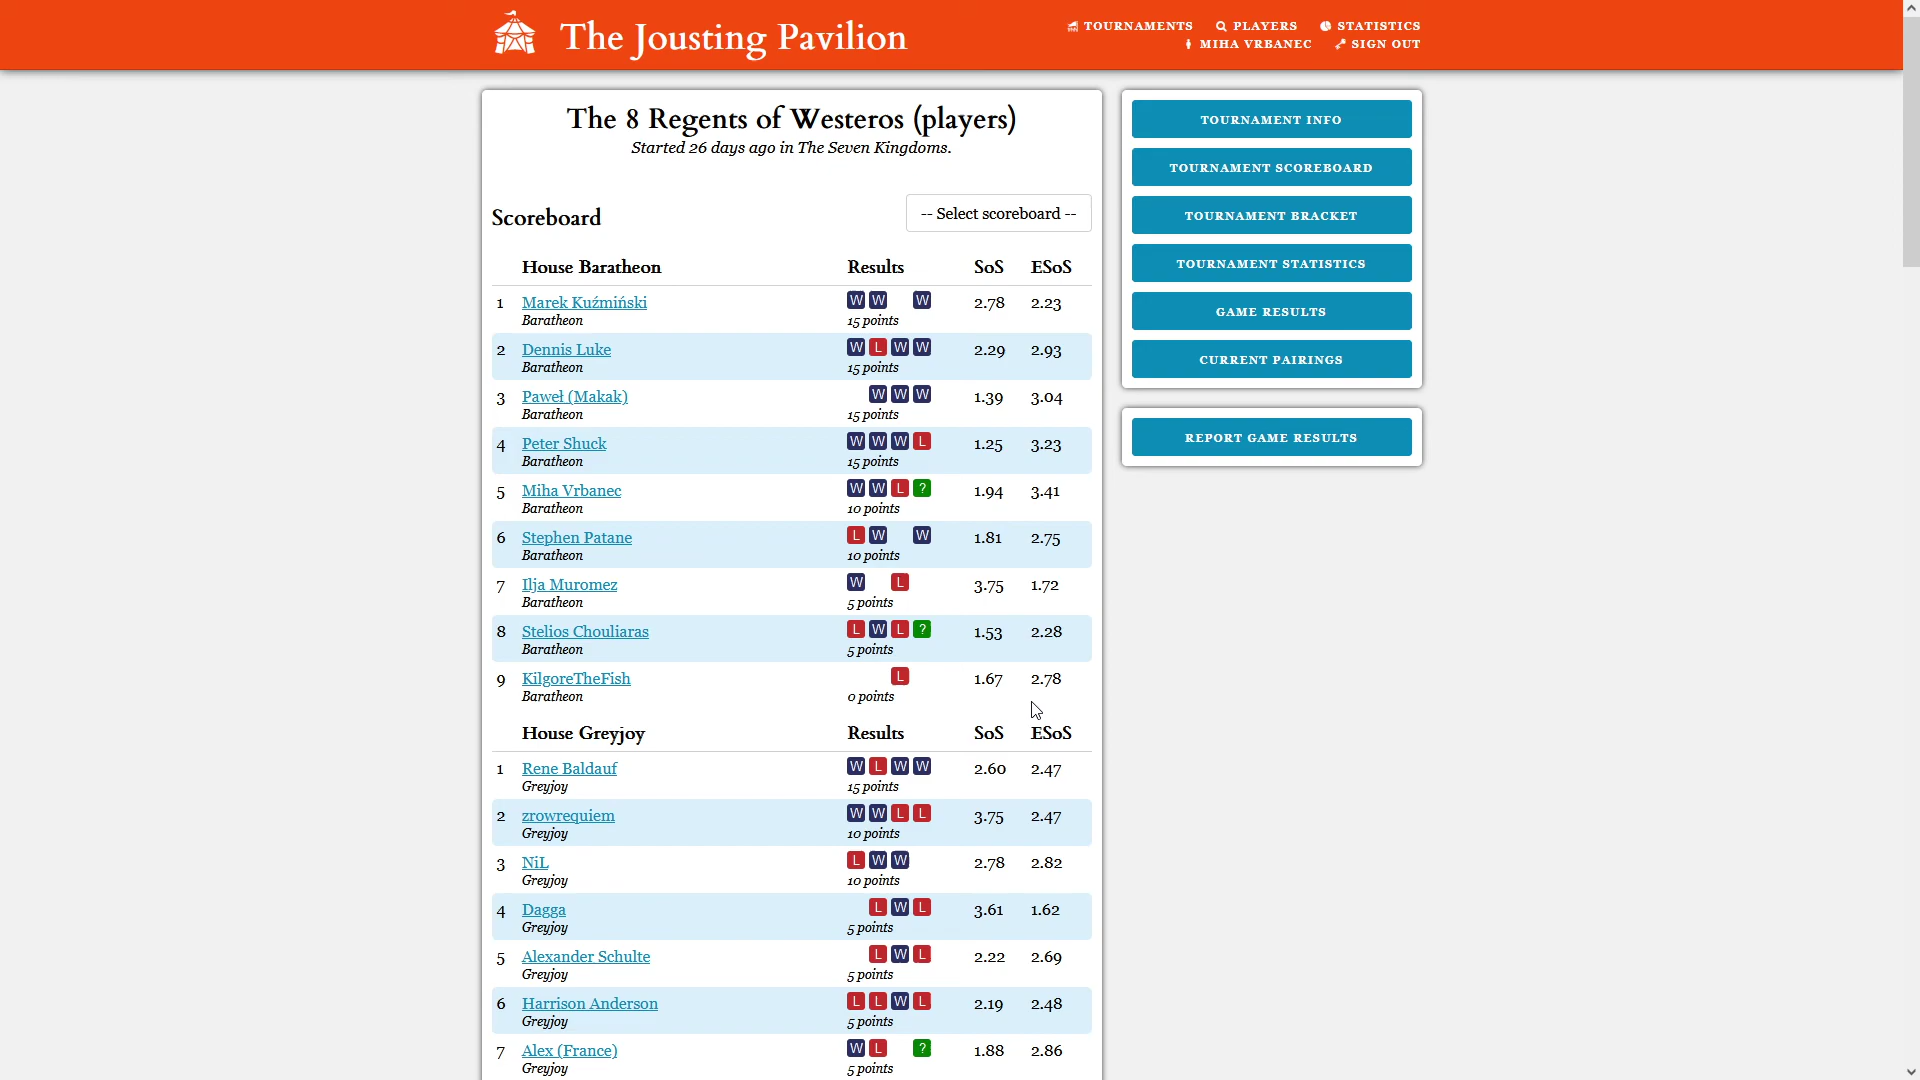 The Jousting Pavilion
TOURNAMENTS PLAYERS STATISTICS
MIHA VRBANEC SIGN OUT
The 8 Regents of Westeros (players)
Started 26 days ago in The Seven Kingdoms.
Scoreboard
-- Select scoreboard --
House Baratheon Results SoS ESoS
1 Marek Kuźmiński W W W 2.78 2.23
Baratheon 15 points
2 Dennis Luke W L W W 2.29 2.93
Baratheon 15 points
3 Paweł (Makak) W W W 1.39 3.04
Baratheon 15 points
4 Peter Shuck W W W L 1.25 3.23
Baratheon 15 points
5 Miha Vrbanec W W L ? 1.94 3.41
Baratheon 10 points
6 Stephen Patane L W W 1.81 2.75
Baratheon 10 points
7 Ilja Muromez W L 3.75 1.72
Baratheon 5 points
8 Stelios Chouliaras L W L ? 1.53 2.28
Baratheon 5 points
9 KilgoreTheFish L 1.67 2.78
Baratheon 0 points
House Greyjoy Results SoS ESoS
1 Rene Baldauf W L W W 2.60 2.47
Greyjoy 15 points
2 zrowrequiem W W L L 3.75 2.47
Greyjoy 10 points
3 NiL L W W 2.78 2.82
Greyjoy 10 points
4 Dagga L W L 3.61 1.62
Greyjoy 5 points
5 Alexander Schulte L W L 2.22 2.69
Greyjoy 5 points
6 Harrison Anderson L L W L 2.19 2.48
Greyjoy 5 points
7 Alex (France) W L ? 1.88 2.86
Greyjoy 5 points
TOURNAMENT INFO
TOURNAMENT SCOREBOARD
TOURNAMENT BRACKET
TOURNAMENT STATISTICS
GAME RESULTS
CURRENT PAIRINGS
REPORT GAME RESULTS